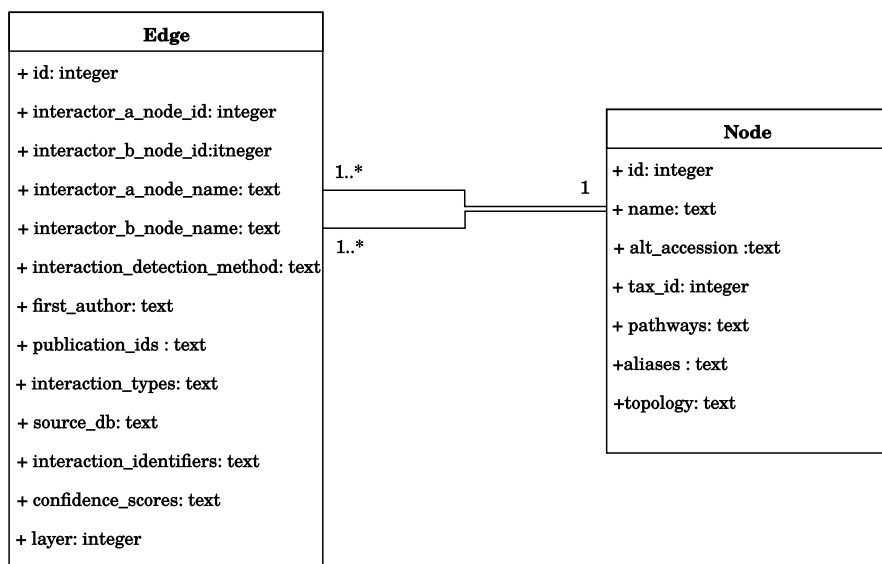 Edge
+ id: integer
+ interactor_a_node_id: integer
+ interactor_b_node_id:itneger
+ interactor_a_node_name: text
+ interactor_b_node_name: text
+ interaction_detection_method: text
+ first_author: text
+ publication_ids : text
+ interaction_types: text
+ source_db: text
+ interaction_identifiers: text
+ confidence_scores: text
+ layer: integer
1..*
1..*
1
Node
+ id: integer
+ name: text
+ alt_accession :text
+ tax_id: integer
+ pathways: text
+aliases : text
+topology: text